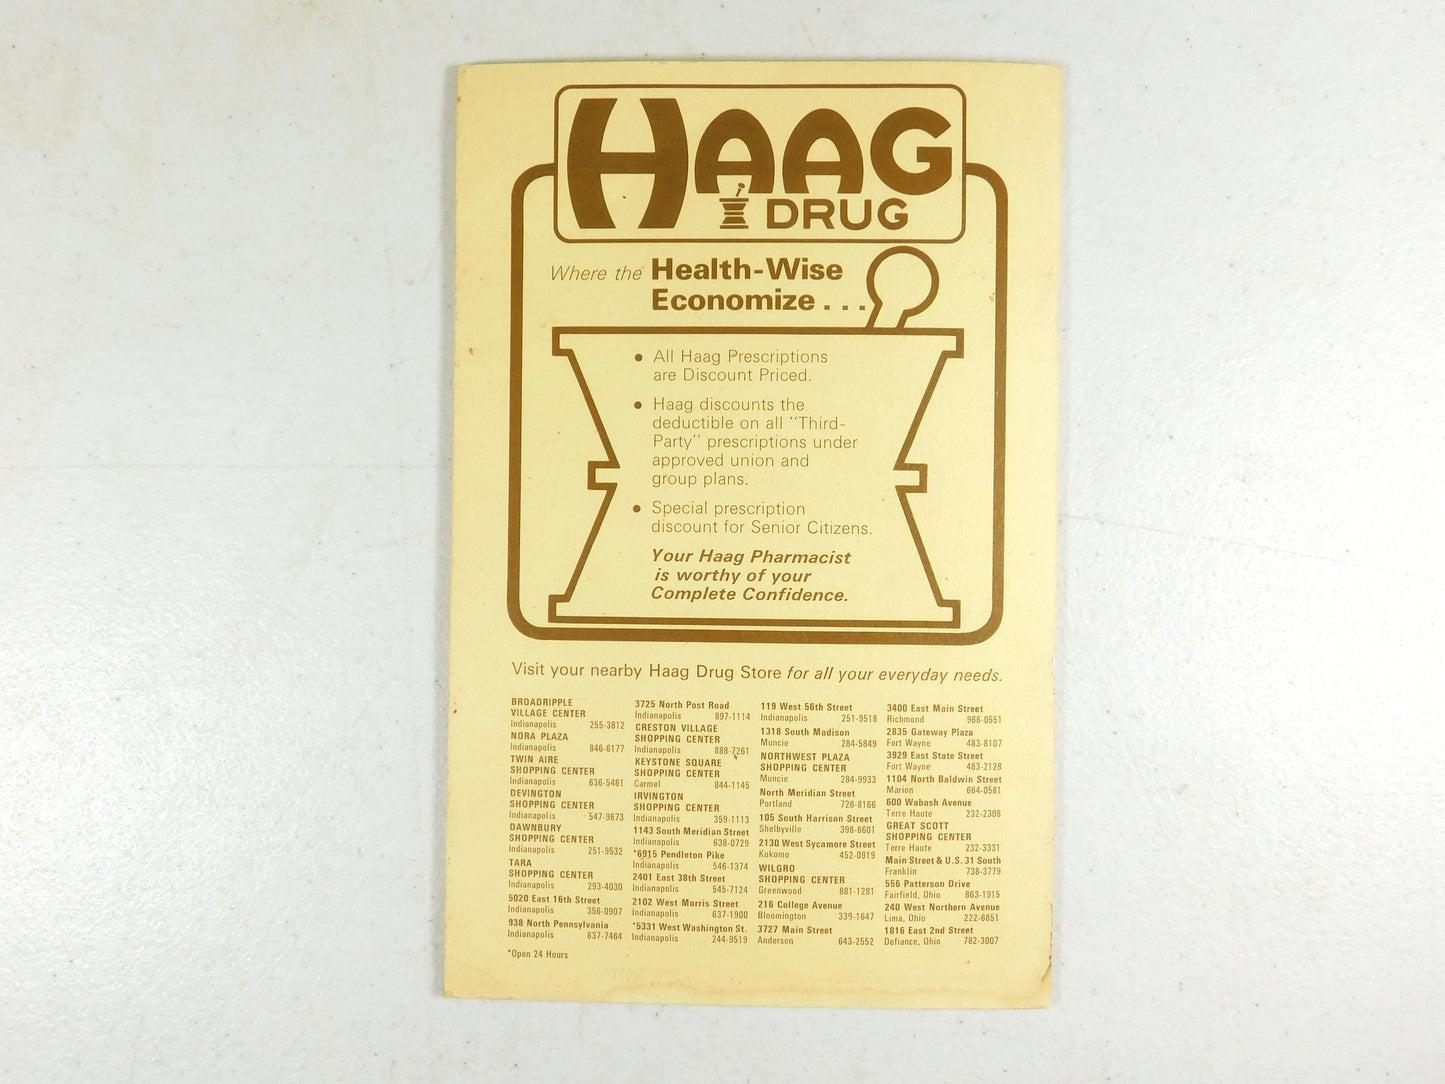 HAAG
DRUG
Where the Health-Wise
Economize . . .
● All Haag Prescriptions
are Discount Priced.
● Haag discounts the
deductible on all "Third-
Party" prescriptions under
approved union and
group plans.
● Special prescription
discount for Senior Citizens.
Your Haag Pharmacist
is worthy of your
Complete Confidence.
Visit your nearby Haag Drug Store for all your everyday needs.
BROADRIPPLE
VILLAGE CENTER
Indianapolis 255-3812
NORA PLAZA
Indianapolis 846-6177
TWIN AIRE
SHOPPING CENTER
Indianapolis 636-5461
DEVINGTON
SHOPPING CENTER
Indianapolis 547-9673
DAWNBURY
SHOPPING CENTER
Indianapolis 251-9532
TARA
SHOPPING CENTER
Indianapolis 293-4030
5020 East 16th Street
Indianapolis 356-0907
938 North Pennsylvania
Indianapolis 637-7464
*Open 24 Hours
3725 North Post Road
Indianapolis 897-1114
CRESTON VILLAGE
SHOPPING CENTER
Indianapolis 888-7261
KEYSTONE SQUARE
SHOPPING CENTER
Carmel 844-1145
IRVINGTON
SHOPPING CENTER
Indianapolis 359-1113
1143 South Meridian Street
Indianapolis 638-0729
*6915 Pendleton Pike
Indianapolis 546-1374
2401 East 38th Street
Indianapolis 545-7124
2102 West Morris Street
Indianapolis 637-1900
*5331 West Washington St.
Indianapolis 244-9519
119 West 56th Street
Indianapolis 251-9518
1318 South Madison
Muncie 284-5849
NORTHWEST PLAZA
SHOPPING CENTER
Muncie 284-9933
North Meridian Street
Portland 726-8166
105 South Harrison Street
Shelbyville 398-6601
2130 West Sycamore Street
Kokomo 452-0919
WILGRO
SHOPPING CENTER
Greenwood 881-1281
216 College Avenue
Bloomington 339-1647
3727 Main Street
Anderson 643-2552
3400 East Main Street
Richmond 966-0551
2835 Gateway Plaza
Fort Wayne 483-8107
3929 East State Street
Fort Wayne 483-2128
1104 North Baldwin Street
Marion 664-0581
600 Wabash Avenue
Terre Haute 232-2308
GREAT SCOTT
SHOPPING CENTER
Terre Haute 232-3331
Main Street & U.S. 31 South
Franklin 738-3779
556 Patterson Drive
Fairfield, Ohio 863-1915
240 West Northern Avenue
Lima, Ohio 222-6851
1816 East 2nd Street
Defiance, Ohio 782-3007